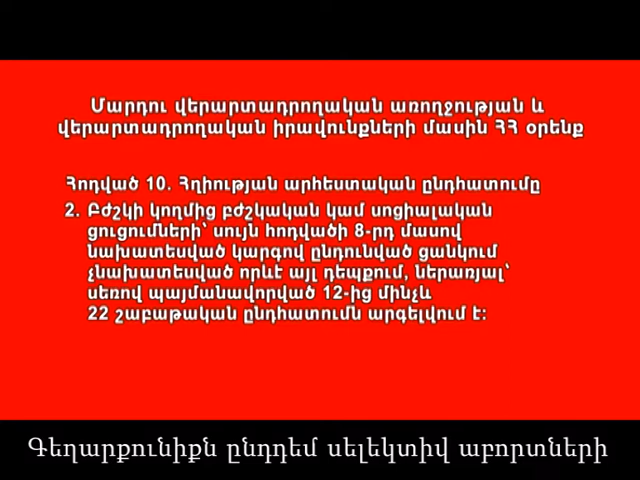 Մարդու վերարտադրողական առողջության և
վերարտադրողական իրավունքների մասին ՀՀ օրենք
Հոդված 10. Հղիության արհեստական ընդհատումը
2. Բժշկի կողմից բժշկական կամ սոցիալական
ցուցումների՝ սույն հոդվածի 8-րդ մասով
նախատեսված կարգով ընդունված ցանկում
չնախատեսված որևէ այլ դեպքում, ներառյալ՝
սեռով պայմանավորված 12-ից մինչև
22 շաբաթական ընդհատումն արգելվում է:
Գեղարքունիքն ընդդեմ սելեկտիվ աբորտների